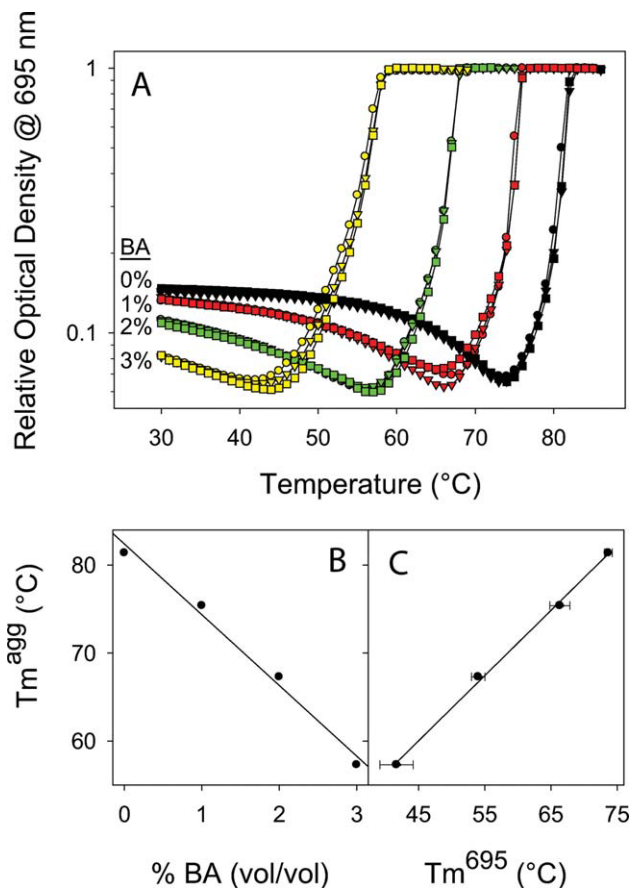 Relative Optical Density @ 695 nm
A
1
0.1
BA
0%
1%
2%
3%
30 40 50 60 70 80
Temperature (°C)
Tm^agg (°C)
80
70
60
B
C
0 1 2 3
45 55 65 75
% BA (vol/vol)
Tm^695 (°C)